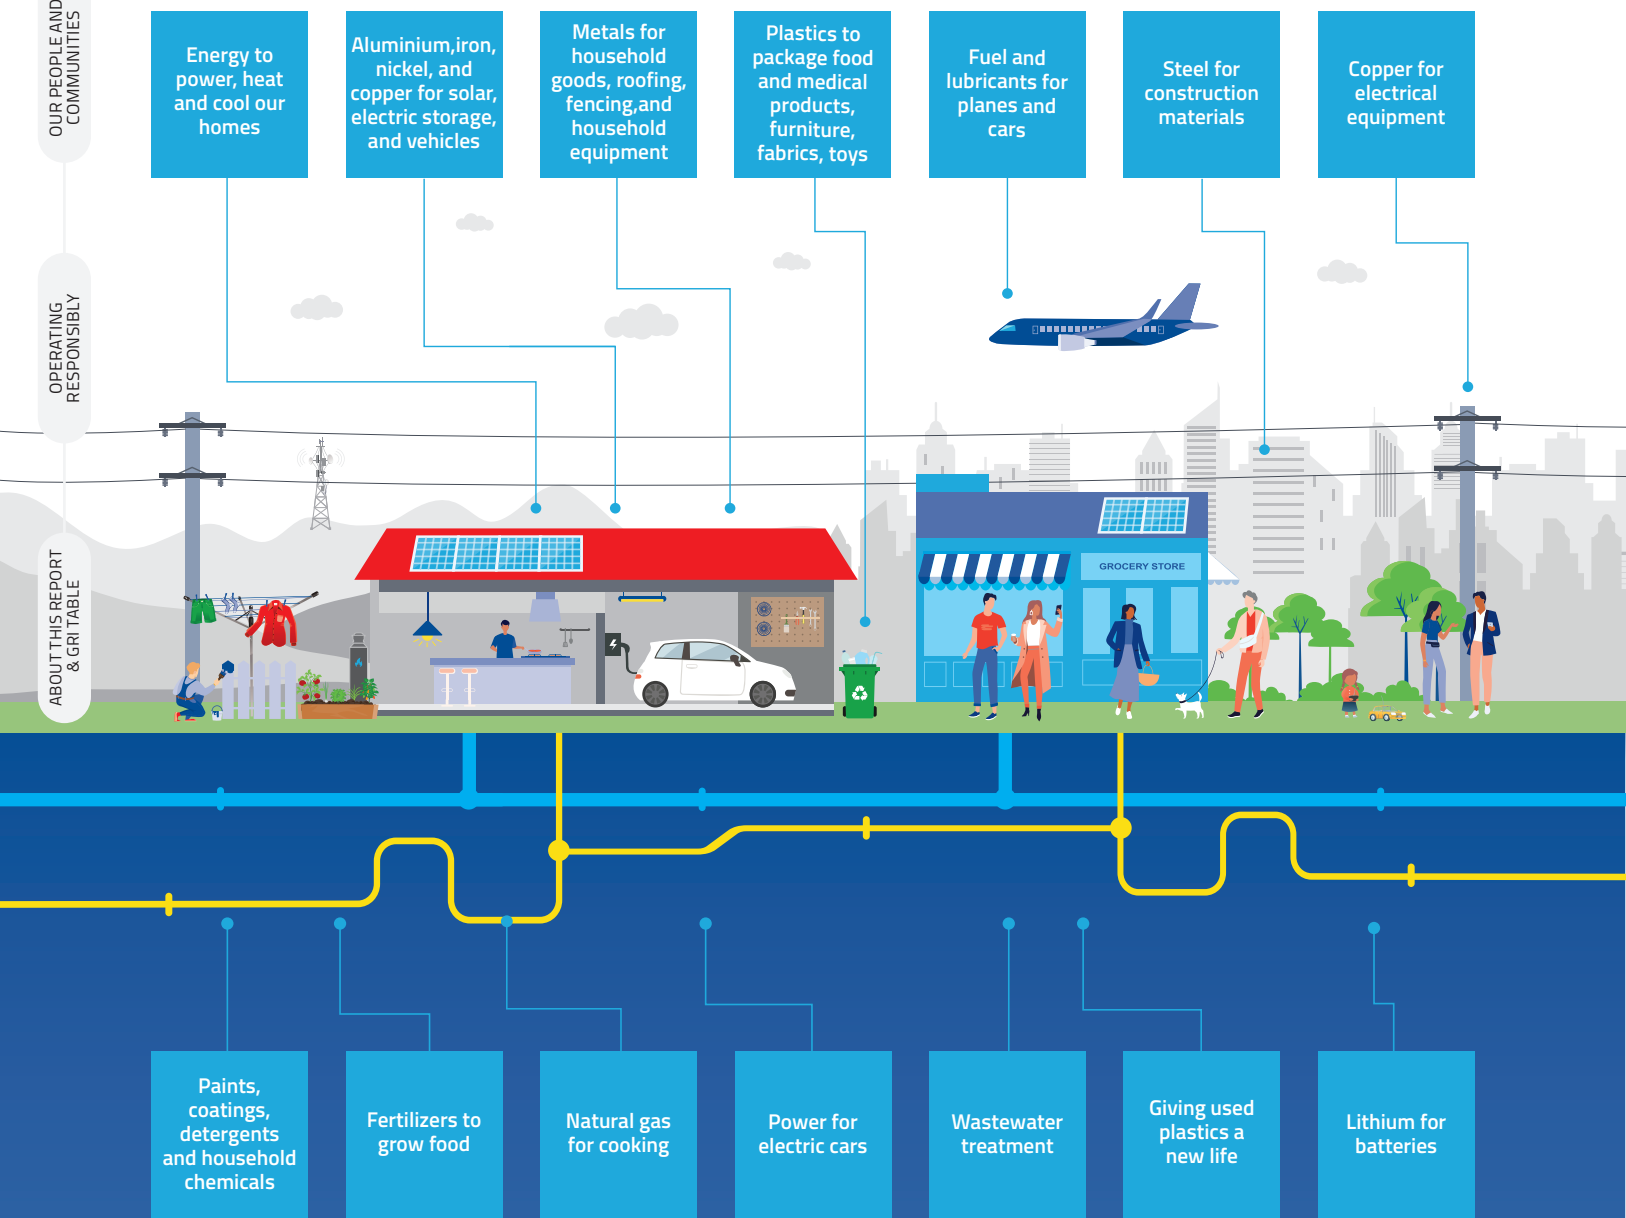 OUR PEOPLE AND
COMMUNITIES
OPERATING
RESPONSIBLY
ABOUT THIS REPORT
& GRI TABLE
Energy to
power, heat
and cool our
homes
Aluminium,iron,
nickel, and
copper for solar,
electric storage,
and vehicles
Metals for
household
goods, roofing,
fencing,and
household
equipment
Plastics to
package food
and medical
products,
furniture,
fabrics, toys
Fuel and
lubricants for
planes and
cars
Steel for
construction
materials
Copper for
electrical
equipment
GROCERY STORE
Paints,
coatings,
detergents
and household
chemicals
Fertilizers to
grow food
Natural gas
for cooking
Power for
electric cars
Wastewater
treatment
Giving used
plastics a
new life
Lithium for
batteries